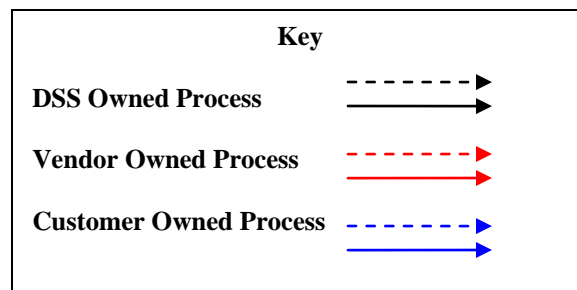 Key
DSS Owned Process
Vendor Owned Process
Customer Owned Process